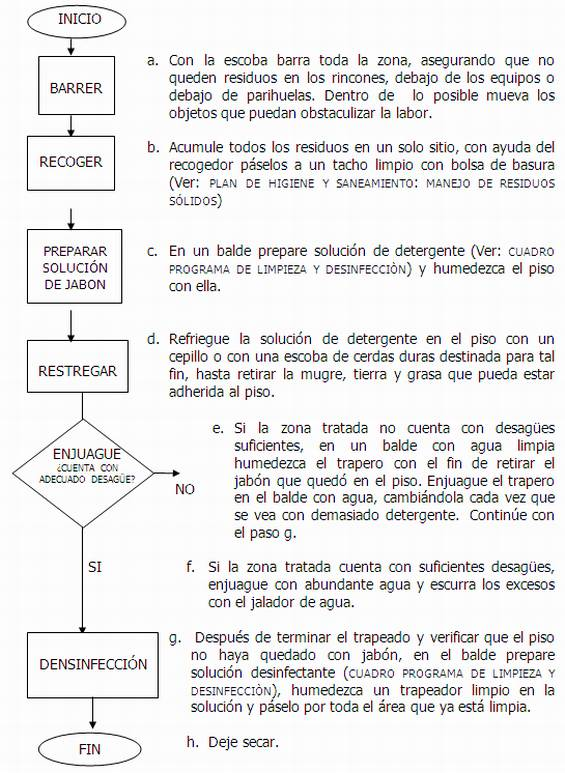 INICIO
a. Con la escoba barra toda la zona, asegurando que no
queden residuos en los rincones, debajo de los equipos o
debajo de parihuelas. Dentro de lo posible mueva los
objetos que puedan obstaculizar la labor.
BARRER
b. Acumule todos los residuos en un solo sitio, con ayuda del
recogedor páselos a un tacho limpio con bolsa de basura
(Ver: PLAN DE HIGIENE Y SANEAMIENTO: MANEJO DE RESIDUOS
SÓLIDOS)
RECOGER
c. En un balde prepare solución de detergente (Ver: CUADRO
PROGRAMA DE LIMPIEZA Y DESINFECCIÒN) y humedezca el piso
con ella.
PREPARAR
SOLUCIÓN
DE JABON
d. Refriegue la solución de detergente en el piso con un
cepillo o con una escoba de cerdas duras destinada para tal
fin, hasta retirar la mugre, tierra y grasa que pueda estar
adherida al piso.
RESTREGAR
e. Si la zona tratada no cuenta con desagües
suficientes, en un balde con agua limpia
humedezca el trapero con el fin de retirar el
jabón que quedó en el piso. Enjuague el trapero
en el balde con agua, cambiándola cada vez que
se vea con demasiado detergente. Continúe con
el paso g.
ENJUAGUE
¿CUENTA CON
ADECUADO DESAGÜE?
NO
SI
f. Si la zona tratada cuenta con suficientes desagües,
enjuague con abundante agua y escurra los excesos
con el jalador de agua.
g. Después de terminar el trapeado y verificar que el piso
no haya quedado con jabón, en el balde prepare
solución desinfectante (CUADRO PROGRAMA DE LIMPIEZA Y
DESINFECCIÒN), humedezca un trapeador limpio en la
solución y páselo por toda el área que ya está limpia.
DENSINFECCIÓN
h. Deje secar.
FIN